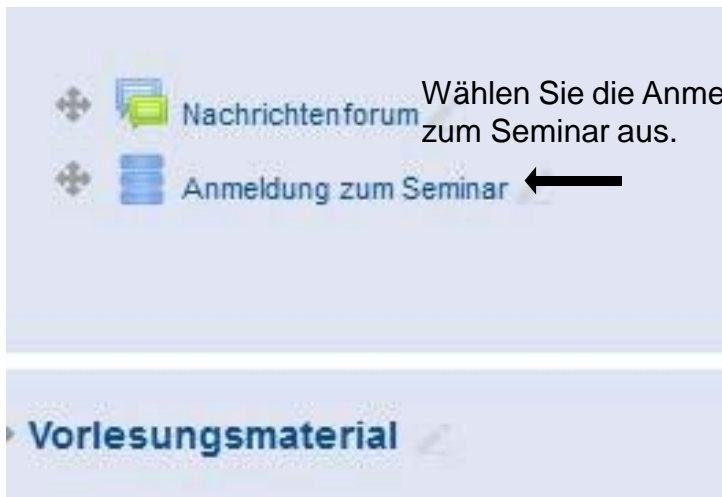 Nachrichtenforum
Wählen Sie die Anme
zum Seminar aus.
Anmeldung zum Seminar
Vorlesungsmaterial